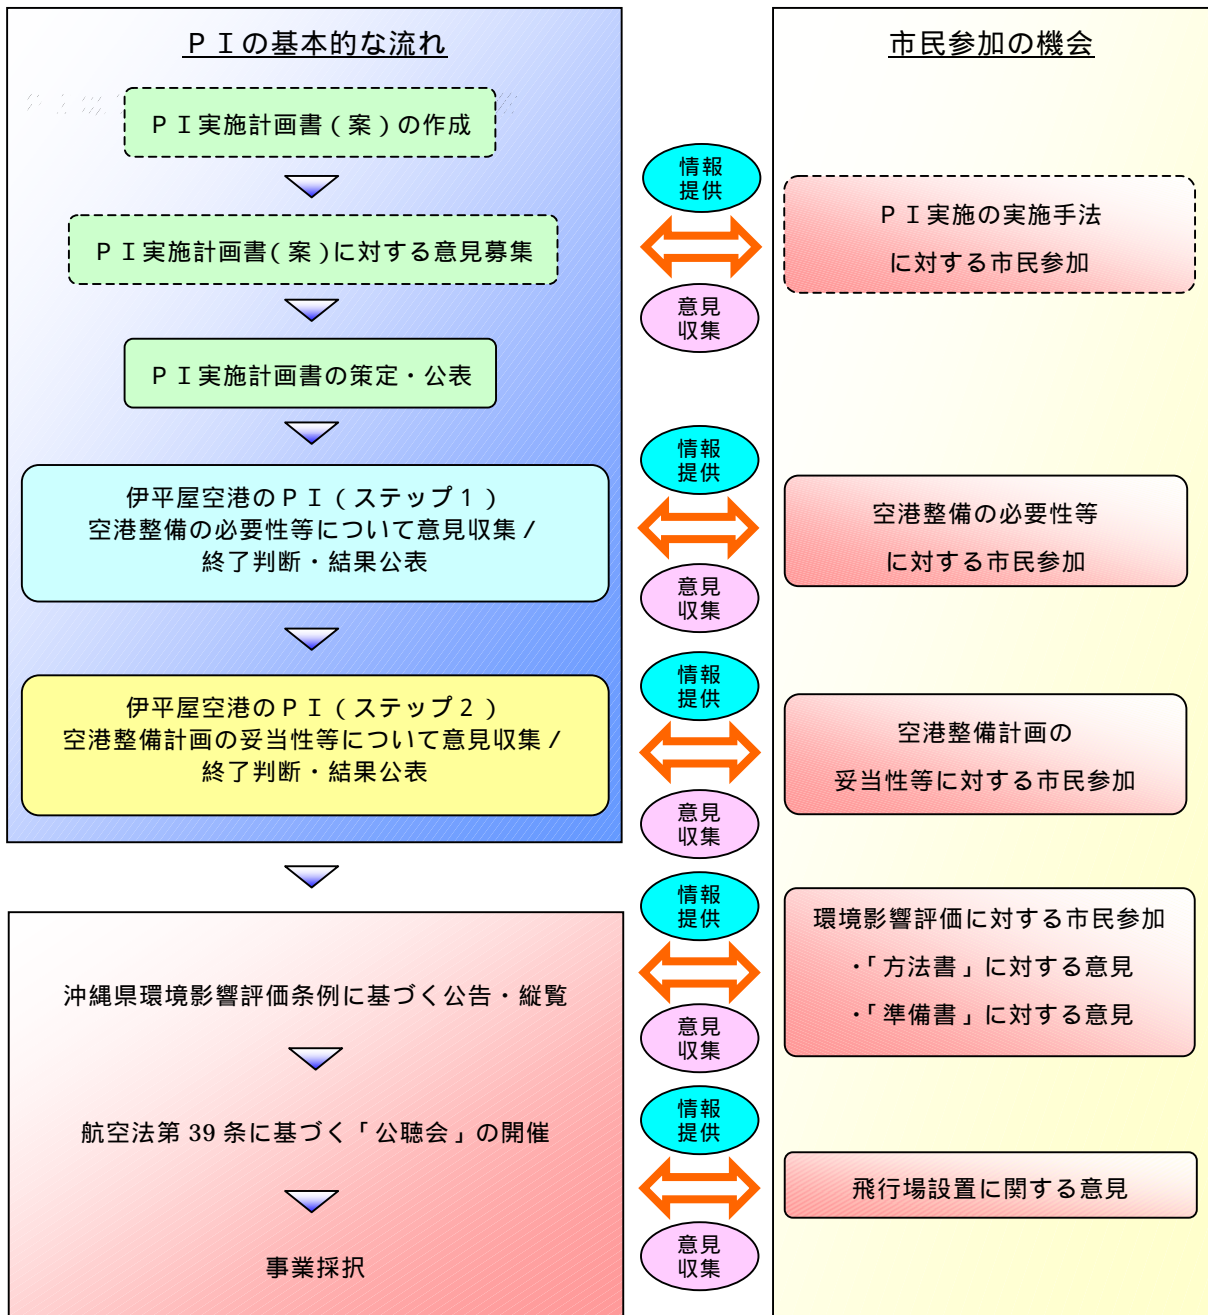 ＰＩの基本的な流れ
ＰＩ実施計画書(案)の作成
ＰＩ実施計画書(案)に対する意見募集
ＰＩ実施計画書の策定・公表
伊平屋空港のＰＩ(ステップ１)
空港整備の必要性等について意見収集/
終了判断・結果公表
伊平屋空港のＰＩ(ステップ２)
空港整備計画の妥当性等について意見収集/
終了判断・結果公表
沖縄県環境影響評価条例に基づく公告・縦覧
航空法第39条に基づく「公聴会」の開催
事業採択
情報
提供
意見
収集
情報
提供
意見
収集
情報
提供
意見
収集
情報
提供
意見
収集
情報
提供
意見
収集
市民参加の機会
ＰＩ実施の実施手法
に対する市民参加
空港整備の必要性等
に対する市民参加
空港整備計画の
妥当性等に対する市民参加
環境影響評価に対する市民参加
・「方法書」に対する意見
・「準備書」に対する意見
飛行場設置に関する意見